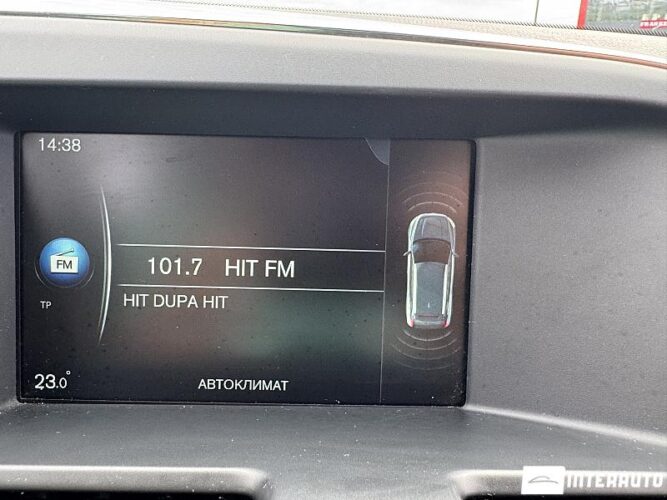 14:38
FM
101.7 HIT FM
TP
HIT DUPA HIT
23.0°
АВТОКЛИМАТ
INTERAUTO